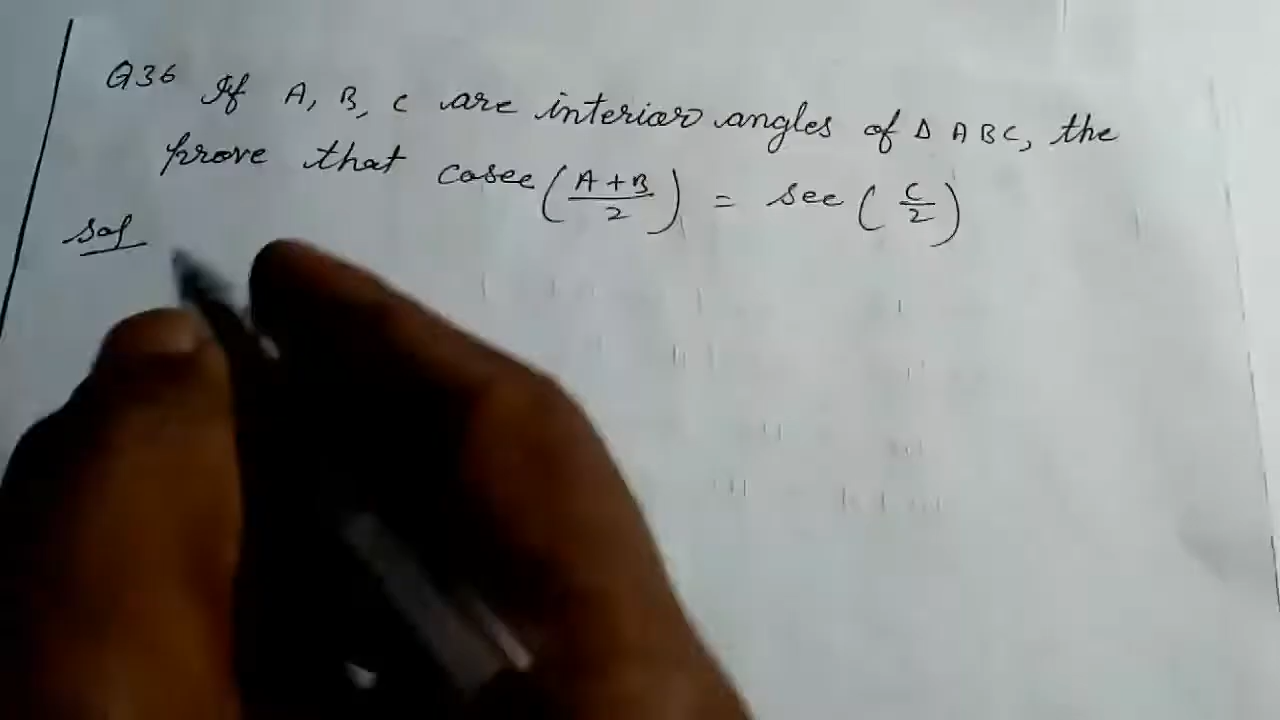 Q36 If A, B, C are interior angles of Δ ABC, the
prove that cosec (A+B/2) = sec (C/2)
Sol